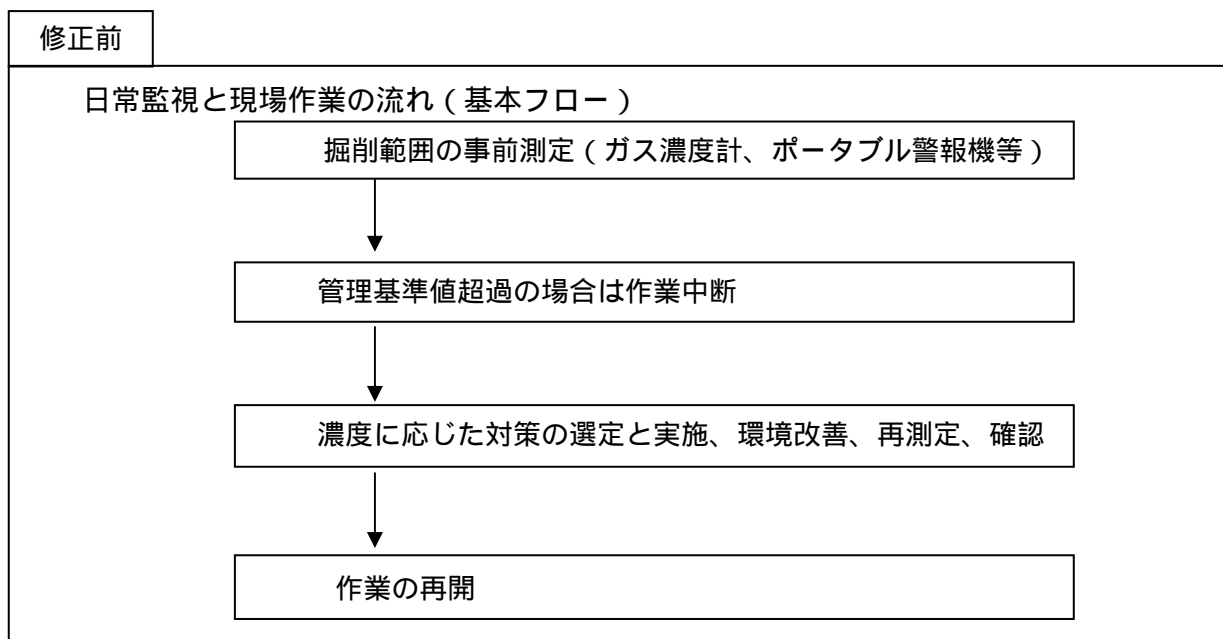 修正前
日常監視と現場作業の流れ(基本フロー)
掘削範囲の事前測定(ガス濃度計、ポータブル警報機等)
管理基準値超過の場合は作業中断
濃度に応じた対策の選定と実施、環境改善、再測定、確認
作業の再開